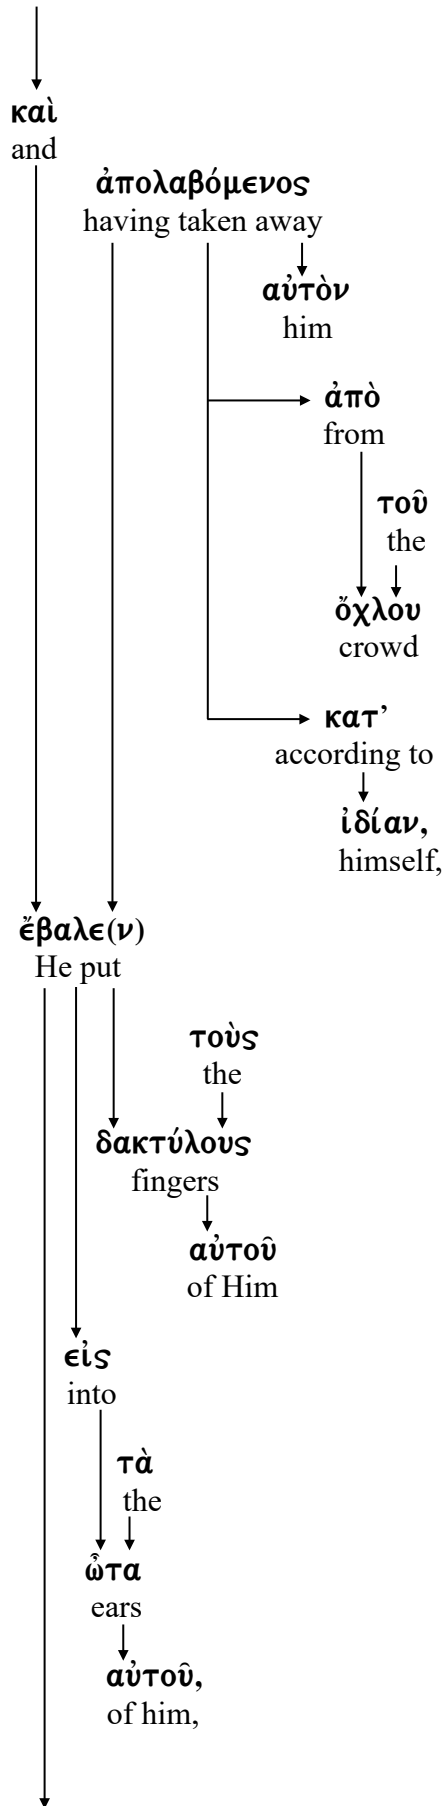 καὶ
and
ἀπολαβόμενος
having taken away
αὐτὸν
him
ἀπὸ
from
τοῦ
the
ὄχλου
crowd
κατ’
according to
ἰδίαν,
himself,
ἔβαλε(ν)
He put
τοὺς
the
δακτύλους
fingers
αὐτοῦ
of Him
εἰς
into
τὰ
the
ὦτα
ears
αὐτοῦ,
of him,